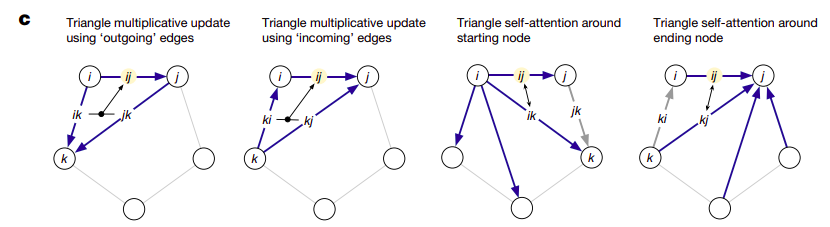 c
Triangle multiplicative update
using ‘outgoing’ edges
Triangle multiplicative update
using ‘incoming’ edges
Triangle self-attention around
starting node
Triangle self-attention around
ending node
i ij j
ik jk
k
i ij j
ki kj
k
i ij j
ik jk
k
i ij j
ki kj
k